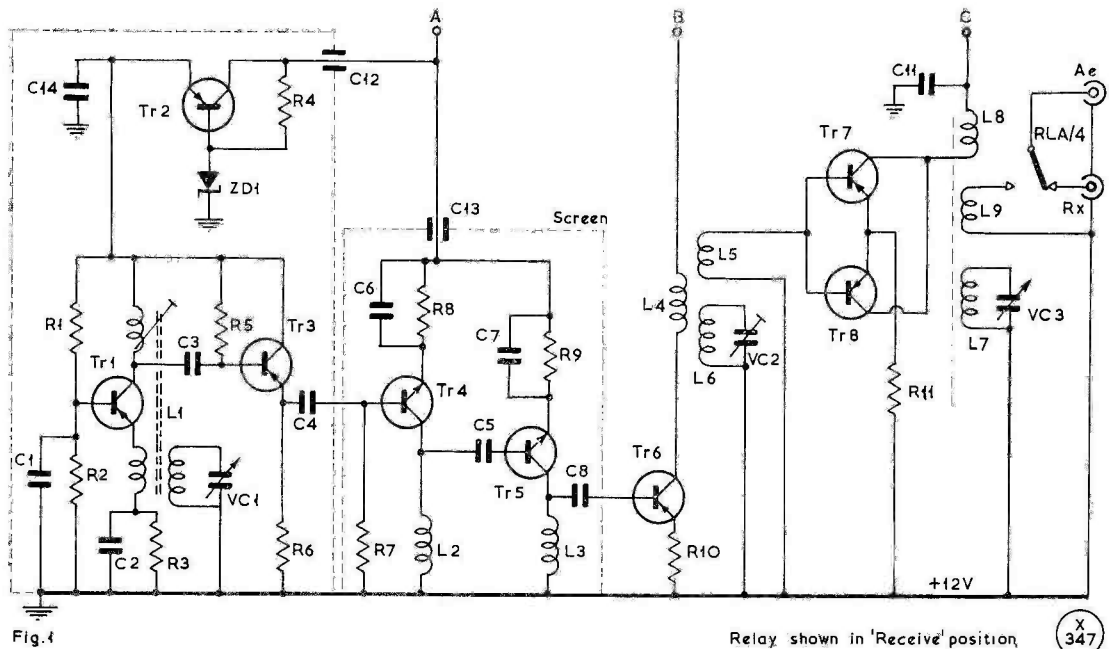 A
B
C
Ae
C14
Tr2
R4
C12
C11
L8
RLA/4
Tr7
ZD1
C13
Screen
L9
Rx
C6
R8
L5
R1
R5
Tr3
C7
R9
L4
Tr8
VC3
Tr1
C3
L7
VC2
L6
Tr4
R11
L1
C4
C5
C1
R2
C8
Tr6
Tr5
VC1
C2
R3
R6
R7
L2
L3
R10
+12V
Fig.1
Relay shown in 'Receive' position
X
347